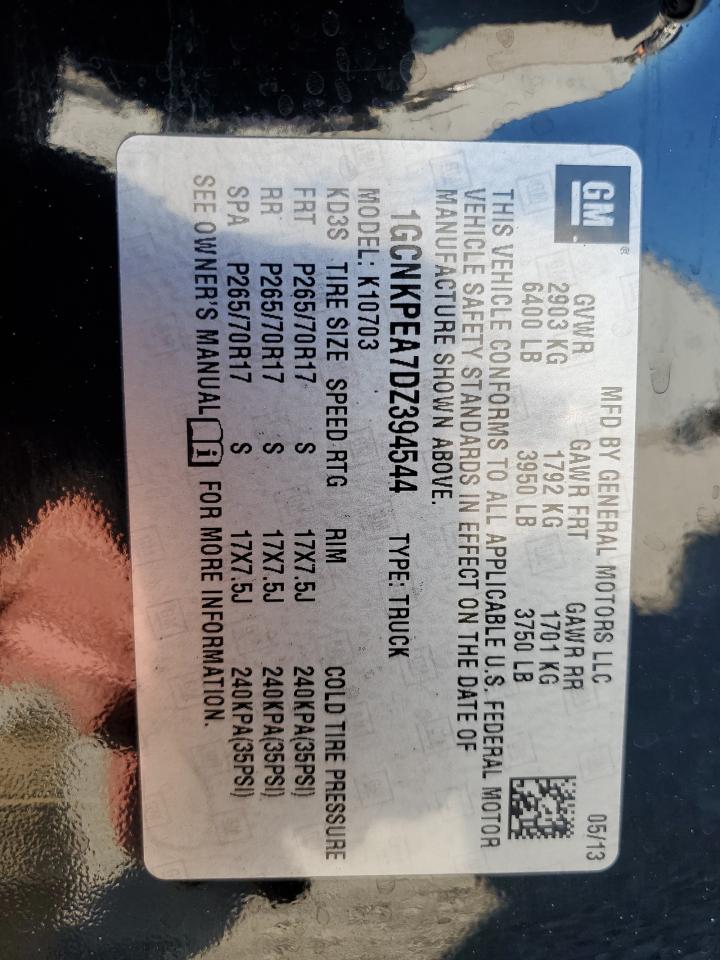 GM
®
MFD BY GENERAL MOTORS LLC
05/13
GVWR GAWR FRT GAWR RR
2903 KG 1792 KG 1701 KG
6400 LB 3950 LB 3750 LB
THIS VEHICLE CONFORMS TO ALL APPLICABLE U.S. FEDERAL MOTOR
VEHICLE SAFETY STANDARDS IN EFFECT ON THE DATE OF
MANUFACTURE SHOWN ABOVE.
1GCNKPEA7DZ394544 TYPE: TRUCK
MODEL: K10703
KD3S TIRE SIZE SPEED RTG RIM COLD TIRE PRESSURE
FRT P265/70R17 S 17X7.5J 240KPA(35PSI)
RR P265/70R17 S 17X7.5J 240KPA(35PSI)
SPA P265/70R17 S 17X7.5J 240KPA(35PSI)
SEE OWNER'S MANUAL i FOR MORE INFORMATION.